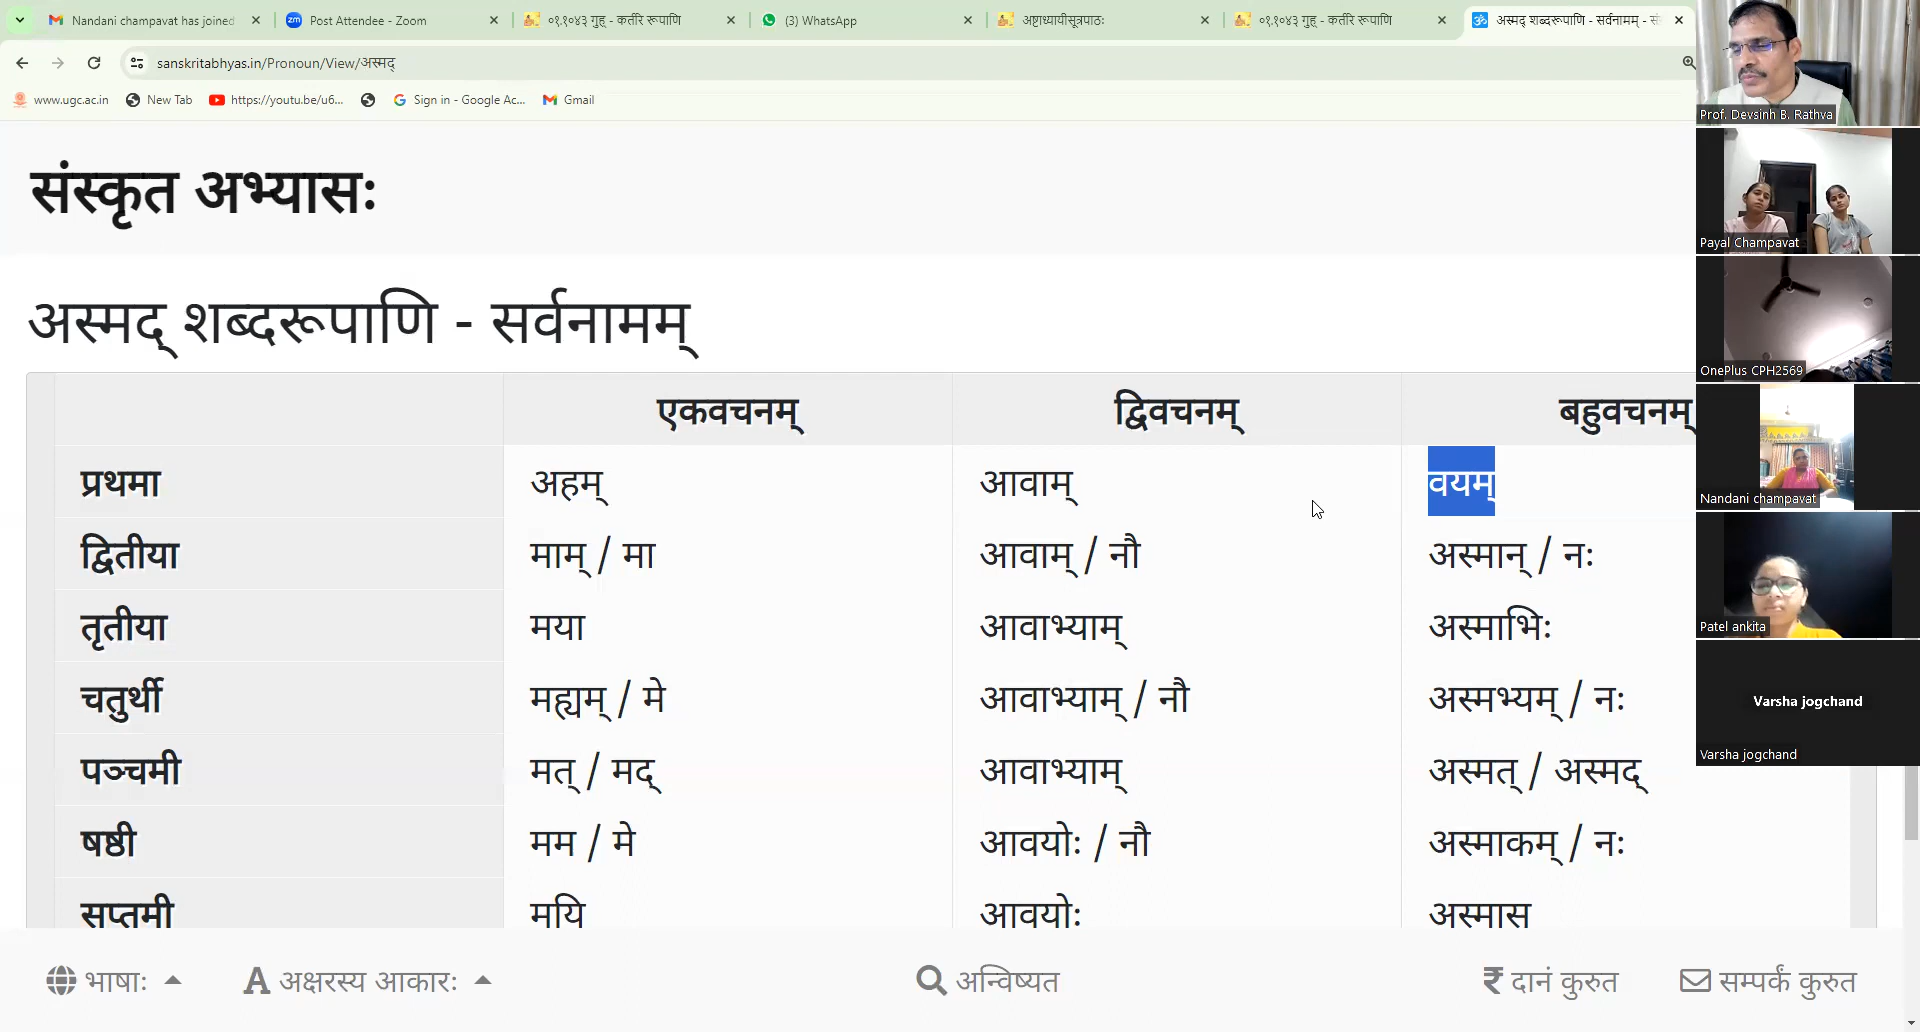 Nandani champavat has joined
Post Attendee - Zoom
०१.१०४३ गुह् - कर्तरि रूपाणि
(3) WhatsApp
अष्टाध्यायीसूत्रपाठः
०१.१०४३ गुह् - कर्तरि रूपाणि
अस्मद् शब्दरूपाणि - सर्वनामम् -
sanskritabhyas.in/Pronoun/View/अस्मद्
www.ugc.ac.in New Tab https://youtu.be/u6... Sign in - Google Ac... Gmail
संस्कृत अभ्यासः
अस्मद् शब्दरूपाणि - सर्वनामम्
एकवचनम् द्विवचनम् बहुवचनम्
प्रथमा अहम् आवाम् वयम्
द्वितीया माम् / मा आवाम् / नौ अस्मान् / नः
तृतीया मया आवाभ्याम् अस्माभिः
चतुर्थी मह्यम् / मे आवाभ्याम् / नौ अस्मभ्यम् / नः
पञ्चमी मत् / मद् आवाभ्याम् अस्मत् / अस्मद्
षष्ठी मम / मे आवयोः / नौ अस्माकम् / नः
सप्तमी मयि आवयोः
भाषाः अक्षरस्य आकारः अन्विष्यत दानं कुरुत सम्पर्कं कुरुत
Prof. Devsinh B. Rathva
Payal Champavat
OnePlus CPH2569
Nandani champavat
Patel ankita
Varsha jogchand
Varsha jogchand